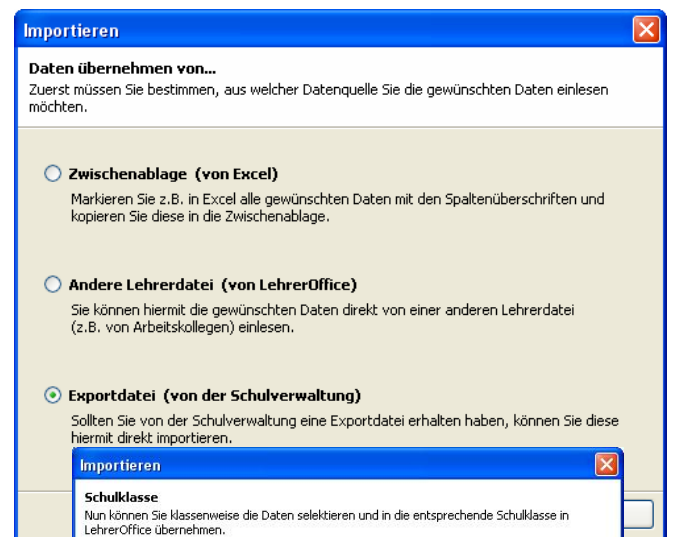 Importieren
Daten übernehmen von...
Zuerst müssen Sie bestimmen, aus welcher Datenquelle Sie die gewünschten Daten einlesen
möchten.
Zwischenablage (von Excel)
Markieren Sie z.B. in Excel alle gewünschten Daten mit den Spaltenüberschriften und
kopieren Sie diese in die Zwischenablage.
Andere Lehrerdatei (von LehrerOffice)
Sie können hiermit die gewünschten Daten direkt von einer anderen Lehrerdatei
(z.B. von Arbeitskollegen) einlesen.
Exportdatei (von der Schulverwaltung)
Sollten Sie von der Schulverwaltung eine Exportdatei erhalten haben, können Sie diese
hiermit direkt importieren.
Importieren
Schulklasse
Nun können Sie klassenweise die Daten selektieren und in die entsprechende Schulklasse in
LehrerOffice übernehmen.